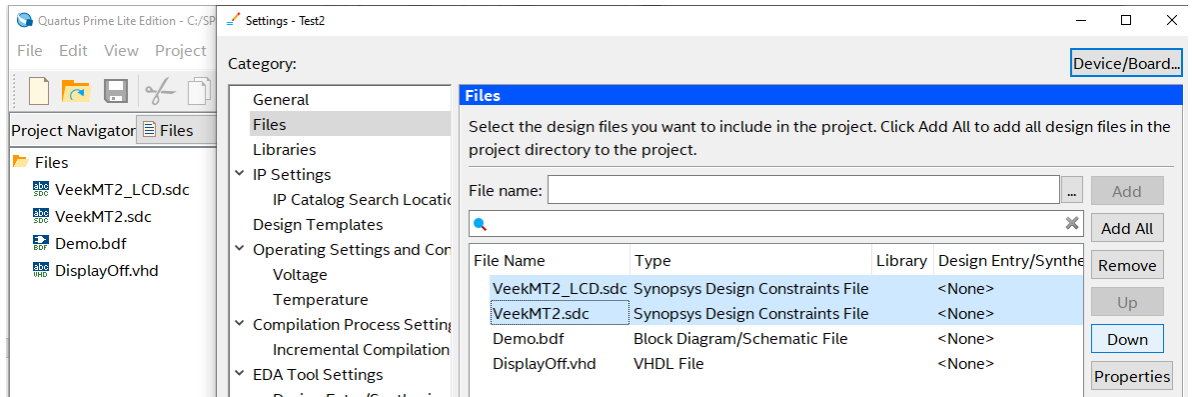 Quartus Prime Lite Edition - C:/SP
File Edit View Project
Project Navigator Files
Files
VeekMT2_LCD.sdc
VeekMT2.sdc
Demo.bdf
DisplayOff.vhd
Settings - Test2
Category:
Device/Board...
General
Files
Libraries
IP Settings
IP Catalog Search Locatio
Design Templates
Operating Settings and Con
Voltage
Temperature
Compilation Process Setting
Incremental Compilation
EDA Tool Settings
Files
Select the design files you want to include in the project. Click Add All to add all design files in the
project directory to the project.
File name: ... Add
Add All
File Name Type Library Design Entry/Synthe Remove
VeekMT2_LCD.sdc Synopsys Design Constraints File <None>
Up
VeekMT2.sdc Synopsys Design Constraints File <None>
Demo.bdf Block Diagram/Schematic File <None> Down
DisplayOff.vhd VHDL File <None>
Properties